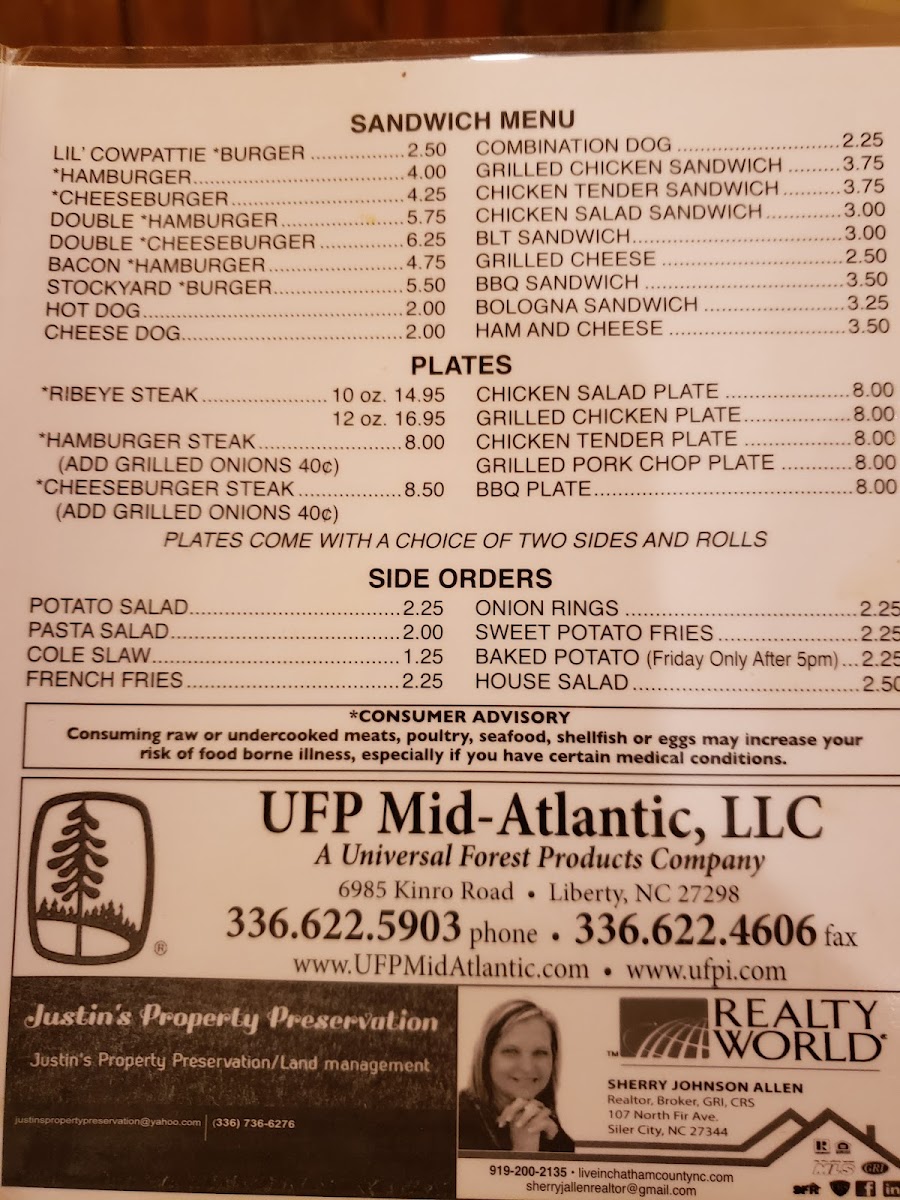 SANDWICH MENU
LIL' COWPATTIE *BURGER ..................2.50
*HAMBURGER......................................4.00
*CHEESEBURGER...............................4.25
DOUBLE *HAMBURGER......................5.75
DOUBLE *CHEESEBURGER ...............6.25
BACON *HAMBURGER........................4.75
STOCKYARD *BURGER.......................5.50
HOT DOG..............................................2.00
CHEESE DOG........................................2.00
COMBINATION DOG ............................2.25
GRILLED CHICKEN SANDWICH .........3.75
CHICKEN TENDER SANDWICH..........3.75
CHICKEN SALAD SANDWICH.............3.00
BLT SANDWICH....................................3.00
GRILLED CHEESE ...............................2.50
BBQ SANDWICH ..................................3.50
BOLOGNA SANDWICH ........................3.25
HAM AND CHEESE ..............................3.50
PLATES
*RIBEYE STEAK ...................... 10 oz. 14.95
12 oz. 16.95
*HAMBURGER STEAK.........................8.00
(ADD GRILLED ONIONS 40¢)
*CHEESEBURGER STEAK ..................8.50
(ADD GRILLED ONIONS 40¢)
CHICKEN SALAD PLATE ......................8.00
GRILLED CHICKEN PLATE...................8.00
CHICKEN TENDER PLATE ...................8.00
GRILLED PORK CHOP PLATE ............8.00
BBQ PLATE............................................8.00
PLATES COME WITH A CHOICE OF TWO SIDES AND ROLLS
SIDE ORDERS
POTATO SALAD....................................2.25
PASTA SALAD.......................................2.00
COLE SLAW...........................................1.25
FRENCH FRIES.....................................2.25
ONION RINGS .......................................2.25
SWEET POTATO FRIES .......................2.25
BAKED POTATO (Friday Only After 5pm)...2.25
HOUSE SALAD......................................2.50
*CONSUMER ADVISORY
Consuming raw or undercooked meats, poultry, seafood, shellfish or eggs may increase your
risk of food borne illness, especially if you have certain medical conditions.
UFP Mid-Atlantic, LLC
A Universal Forest Products Company
6985 Kinro Road • Liberty, NC 27298
336.622.5903 phone • 336.622.4606 fax
www.UFPMidAtlantic.com • www.ufpi.com
®
Justin's Property Preservation
Justin's Property Preservation/Land management
justinspropertypreservation@yahoo.com | (336) 736-6276
™ REALTY
WORLD*
SHERRY JOHNSON ALLEN
Realtor, Broker, GRI, CRS
107 North Fir Ave.
Siler City, NC 27344
919-200-2135 • liveinchathamcountync.com
sherryjallenrealtor@gmail.com
R
MLS GRI
SFR f in